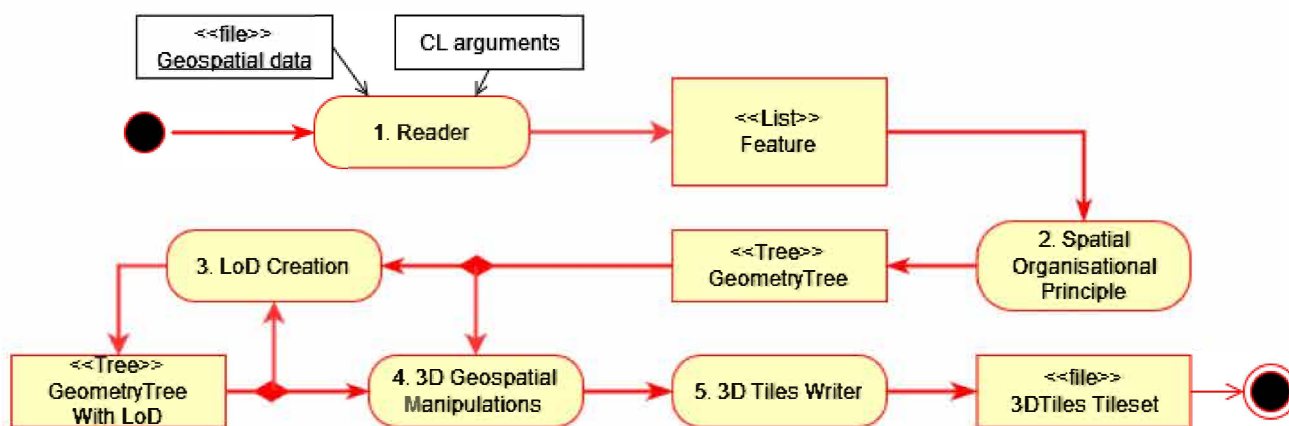 <<file>>
Geospatial data
CL arguments
1. Reader
<<List>>
Feature
2. Spatial
Organisational
Principle
<<Tree>>
GeometryTree
3. LoD Creation
<<Tree>>
GeometryTree
With LoD
4. 3D Geospatial
Manipulations
5. 3D Tiles Writer
<<file>>
3DTiles Tileset